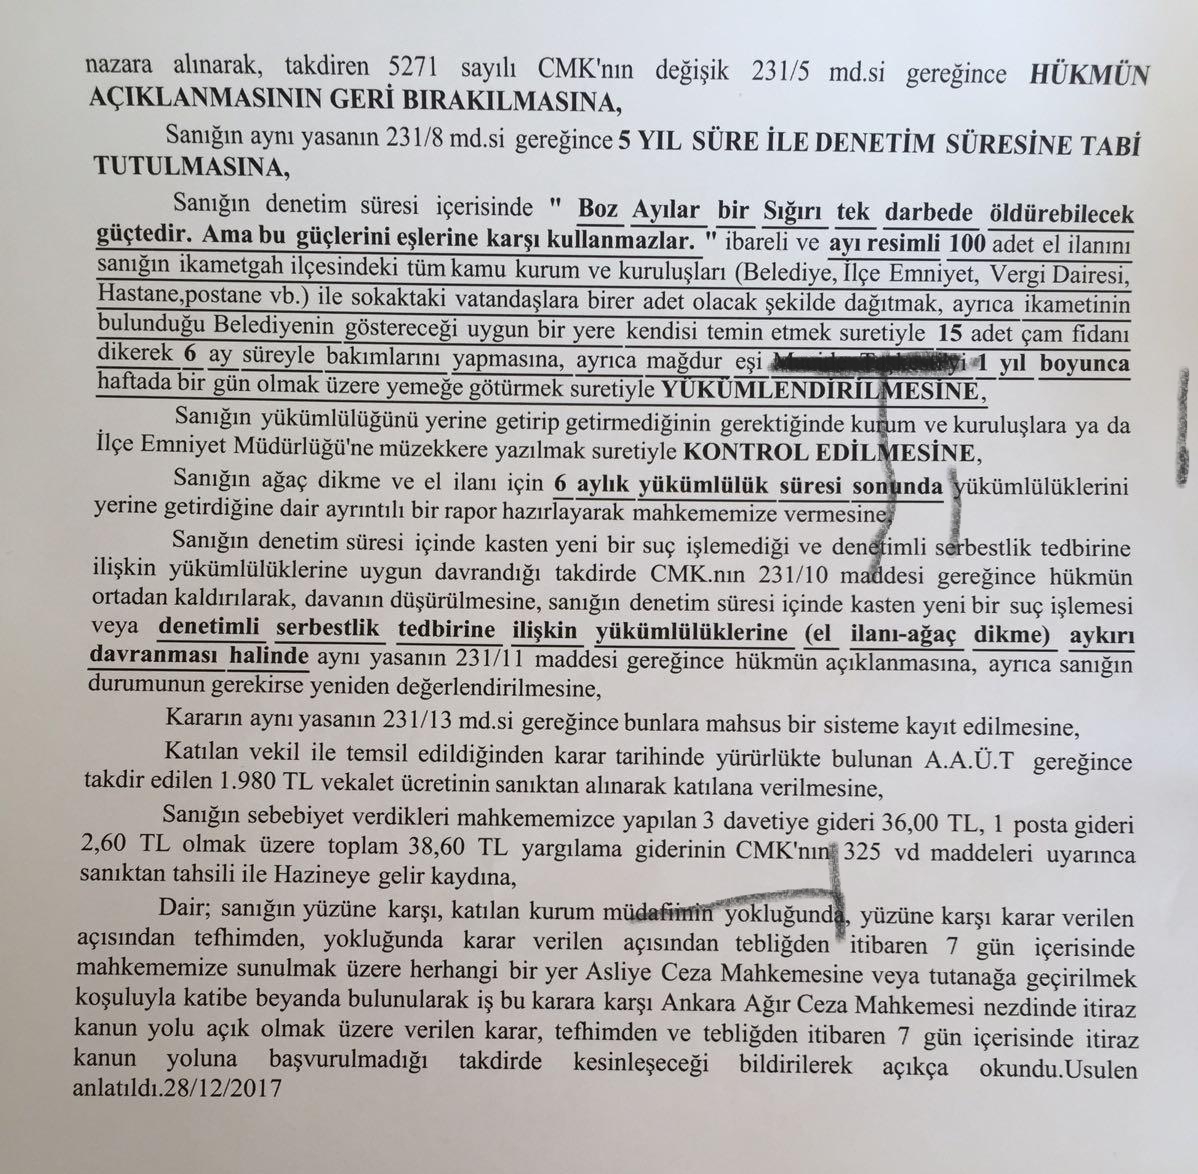 nazara alınarak, takdiren 5271 sayılı CMK'nın değişik 231/5 md.si gereğince HÜKMÜN
AÇIKLANMASININ GERİ BIRAKILMASINA,
Sanığın aynı yasanın 231/8 md.si gereğince 5 YIL SÜRE İLE DENETİM SÜRESİNE TABİ
TUTULMASINA,
Sanığın denetim süresi içerisinde " Boz Ayılar bir Sığırı tek darbede öldürebilecek
güçtedir. Ama bu güçlerini eşlerine karşı kullanmazlar. " ibareli ve ayı resimli 100 adet el ilanını
sanığın ikametgah ilçesindeki tüm kamu kurum ve kuruluşları (Belediye, İlçe Emniyet, Vergi Dairesi,
Hastane,postane vb.) ile sokaktaki vatandaşlara birer adet olacak şekilde dağıtmak, ayrıca ikametinin
bulunduğu Belediyenin göstereceği uygun bir yere kendisi temin etmek suretiyle 15 adet çam fidanı
dikerek 6 ay süreyle bakımlarını yapmasına, ayrıca mağdur eşi 1 yıl boyunca
haftada bir gün olmak üzere yemeğe götürmek suretiyle YÜKÜMLENDİRİLMESİNE,
Sanığın yükümlülüğünü yerine getirip getirmediğinin gerektiğinde kurum ve kuruluşlara ya da
İlçe Emniyet Müdürlüğü'ne müzekkere yazılmak suretiyle KONTROL EDİLMESİNE,
Sanığın ağaç dikme ve el ilanı için 6 aylık yükümlülük süresi sonunda yükümlülüklerini
yerine getirdiğine dair ayrıntılı bir rapor hazırlayarak mahkememize vermesine,
Sanığın denetim süresi içinde kasten yeni bir suç işlemediği ve denetimli serbestlik tedbirine
ilişkin yükümlülüklerine uygun davrandığı takdirde CMK.nın 231/10 maddesi gereğince hükmün
ortadan kaldırılarak, davanın düşürülmesine, sanığın denetim süresi içinde kasten yeni bir suç işlemesi
veya denetimli serbestlik tedbirine ilişkin yükümlülüklerine (el ilanı-ağaç dikme) aykırı
davranması halinde aynı yasanın 231/11 maddesi gereğince hükmün açıklanmasına, ayrıca sanığın
durumunun gerekirse yeniden değerlendirilmesine,
Kararın aynı yasanın 231/13 md.si gereğince bunlara mahsus bir sisteme kayıt edilmesine,
Katılan vekil ile temsil edildiğinden karar tarihinde yürürlükte bulunan A.A.Ü.T gereğince
takdir edilen 1.980 TL vekalet ücretinin sanıktan alınarak katılana verilmesine,
Sanığın sebebiyet verdikleri mahkememizce yapılan 3 davetiye gideri 36,00 TL, 1 posta gideri
2,60 TL olmak üzere toplam 38,60 TL yargılama giderinin CMK'nın 325 vd maddeleri uyarınca
sanıktan tahsili ile Hazineye gelir kaydına,
Dair; sanığın yüzüne karşı, katılan kurum müdafiinin yokluğunda, yüzüne karşı karar verilen
açısından tefhimden, yokluğunda karar verilen açısından tebliğden itibaren 7 gün içerisinde
mahkememize sunulmak üzere herhangi bir yer Asliye Ceza Mahkemesine veya tutanağa geçirilmek
koşuluyla katibe beyanda bulunularak iş bu karara karşı Ankara Ağır Ceza Mahkemesi nezdinde itiraz
kanun yolu açık olmak üzere verilen karar, tefhimden ve tebliğden itibaren 7 gün içerisinde itiraz
kanun yoluna başvurulmadığı takdirde kesinleşeceği bildirilerek açıkça okundu.Usulen
anlatıldı.28/12/2017